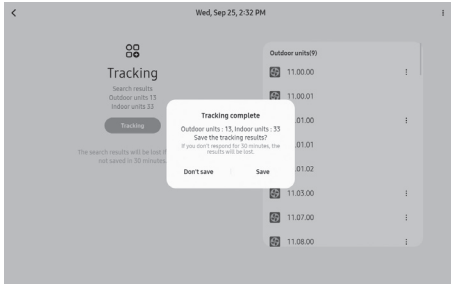 Wed, Sep 25, 2:32 PM
Tracking
Search results
Outdoor units 13
Indoor units 33
Tracking
The search results will be lost if
not saved in 30 minutes.
Tracking complete
Outdoor units : 13, Indoor units : 33
Save the tracking results?
If you don't respond for 30 minutes, the
results will be lost.
Don't save
Save
Outdoor units(9)
11.00.00
11.00.01
.01.00
.01.01
.01.02
11.03.00
11.07.00
11.08.00